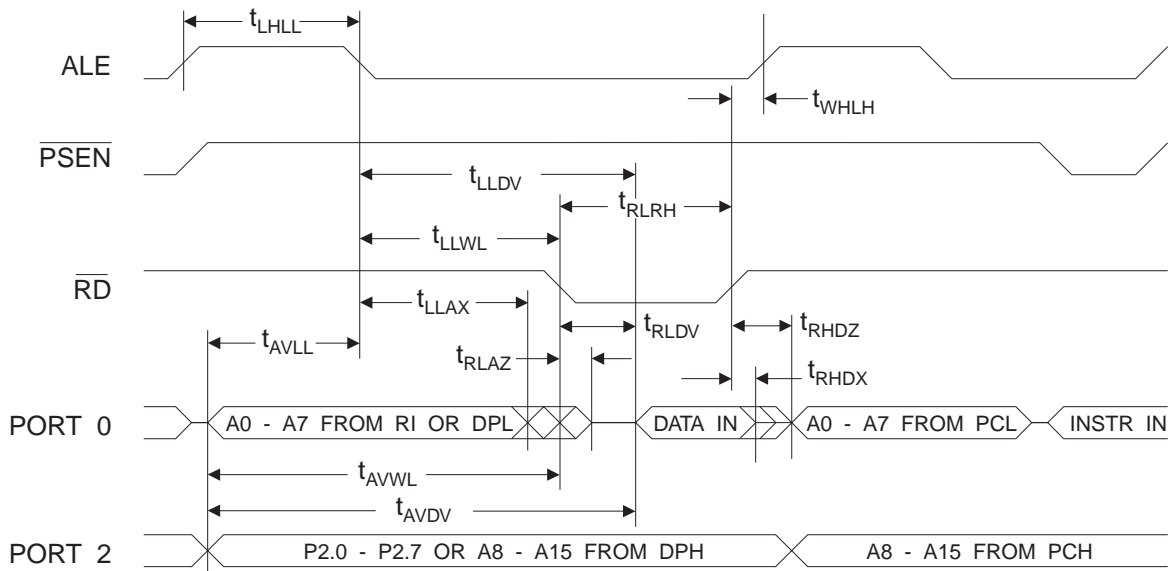 tLHLL
ALE
tWHLH
PSEN
tLLDV
tRLRH
tLLWL
RD
tLLAX
tRLDV
tRHDZ
tAVLL
tRLAZ
tRHDX
PORT 0
A0 - A7 FROM RI OR DPL
DATA IN
A0 - A7 FROM PCL
INSTR IN
tAVWL
tAVDV
PORT 2
P2.0 - P2.7 OR A8 - A15 FROM DPH
A8 - A15 FROM PCH